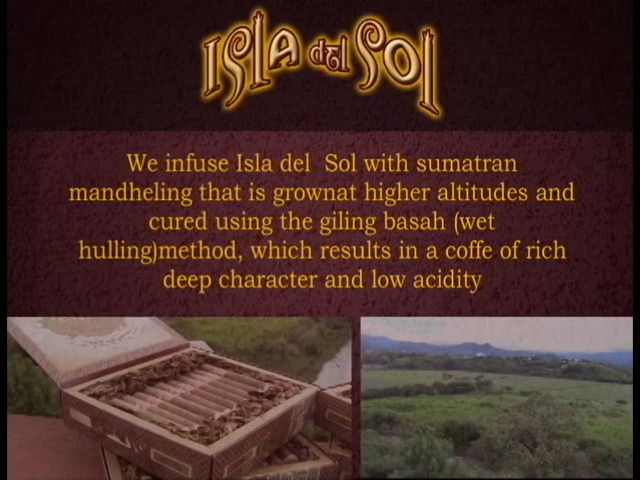 Isla del Sol
We infuse Isla del Sol with sumatran
mandheling that is grownat higher altitudes and
cured using the giling basah (wet
hulling)method, which results in a coffe of rich
deep character and low acidity